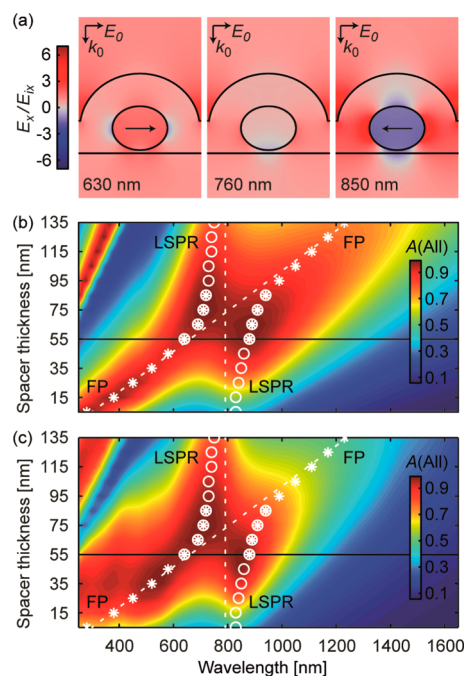 (a)
E₀
k₀
E₀
k₀
E₀
k₀
Eₓ/Eᵢₓ
6
3
0
-3
-6
630 nm
760 nm
850 nm
(b)
Spacer thickness [nm]
135
115
95
75
55
35
15
LSPR
FP
A(All)
0.9
0.7
0.5
0.3
0.1
FP
LSPR
(c)
Spacer thickness [nm]
135
115
95
75
55
35
15
LSPR
FP
A(All)
0.9
0.7
0.5
0.3
0.1
FP
LSPR
400 600 800 1000 1200 1400 1600
Wavelength [nm]